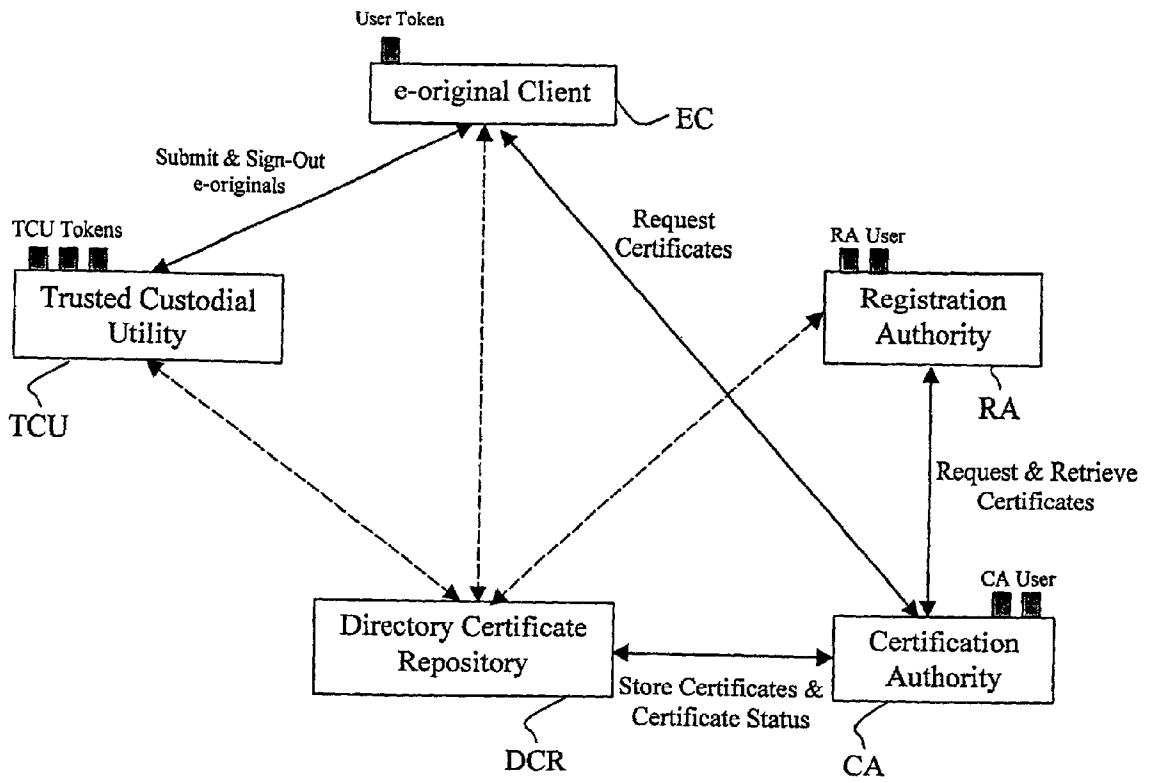 User Token
e-original Client
EC
Submit & Sign-Out
e-originals
TCU Tokens
Trusted Custodial
Utility
TCU
Request
Certificates
RA User
Registration
Authority
RA
Request & Retrieve
Certificates
CA User
Certification
Authority
CA
Directory Certificate
Repository
DCR
Store Certificates &
Certificate Status